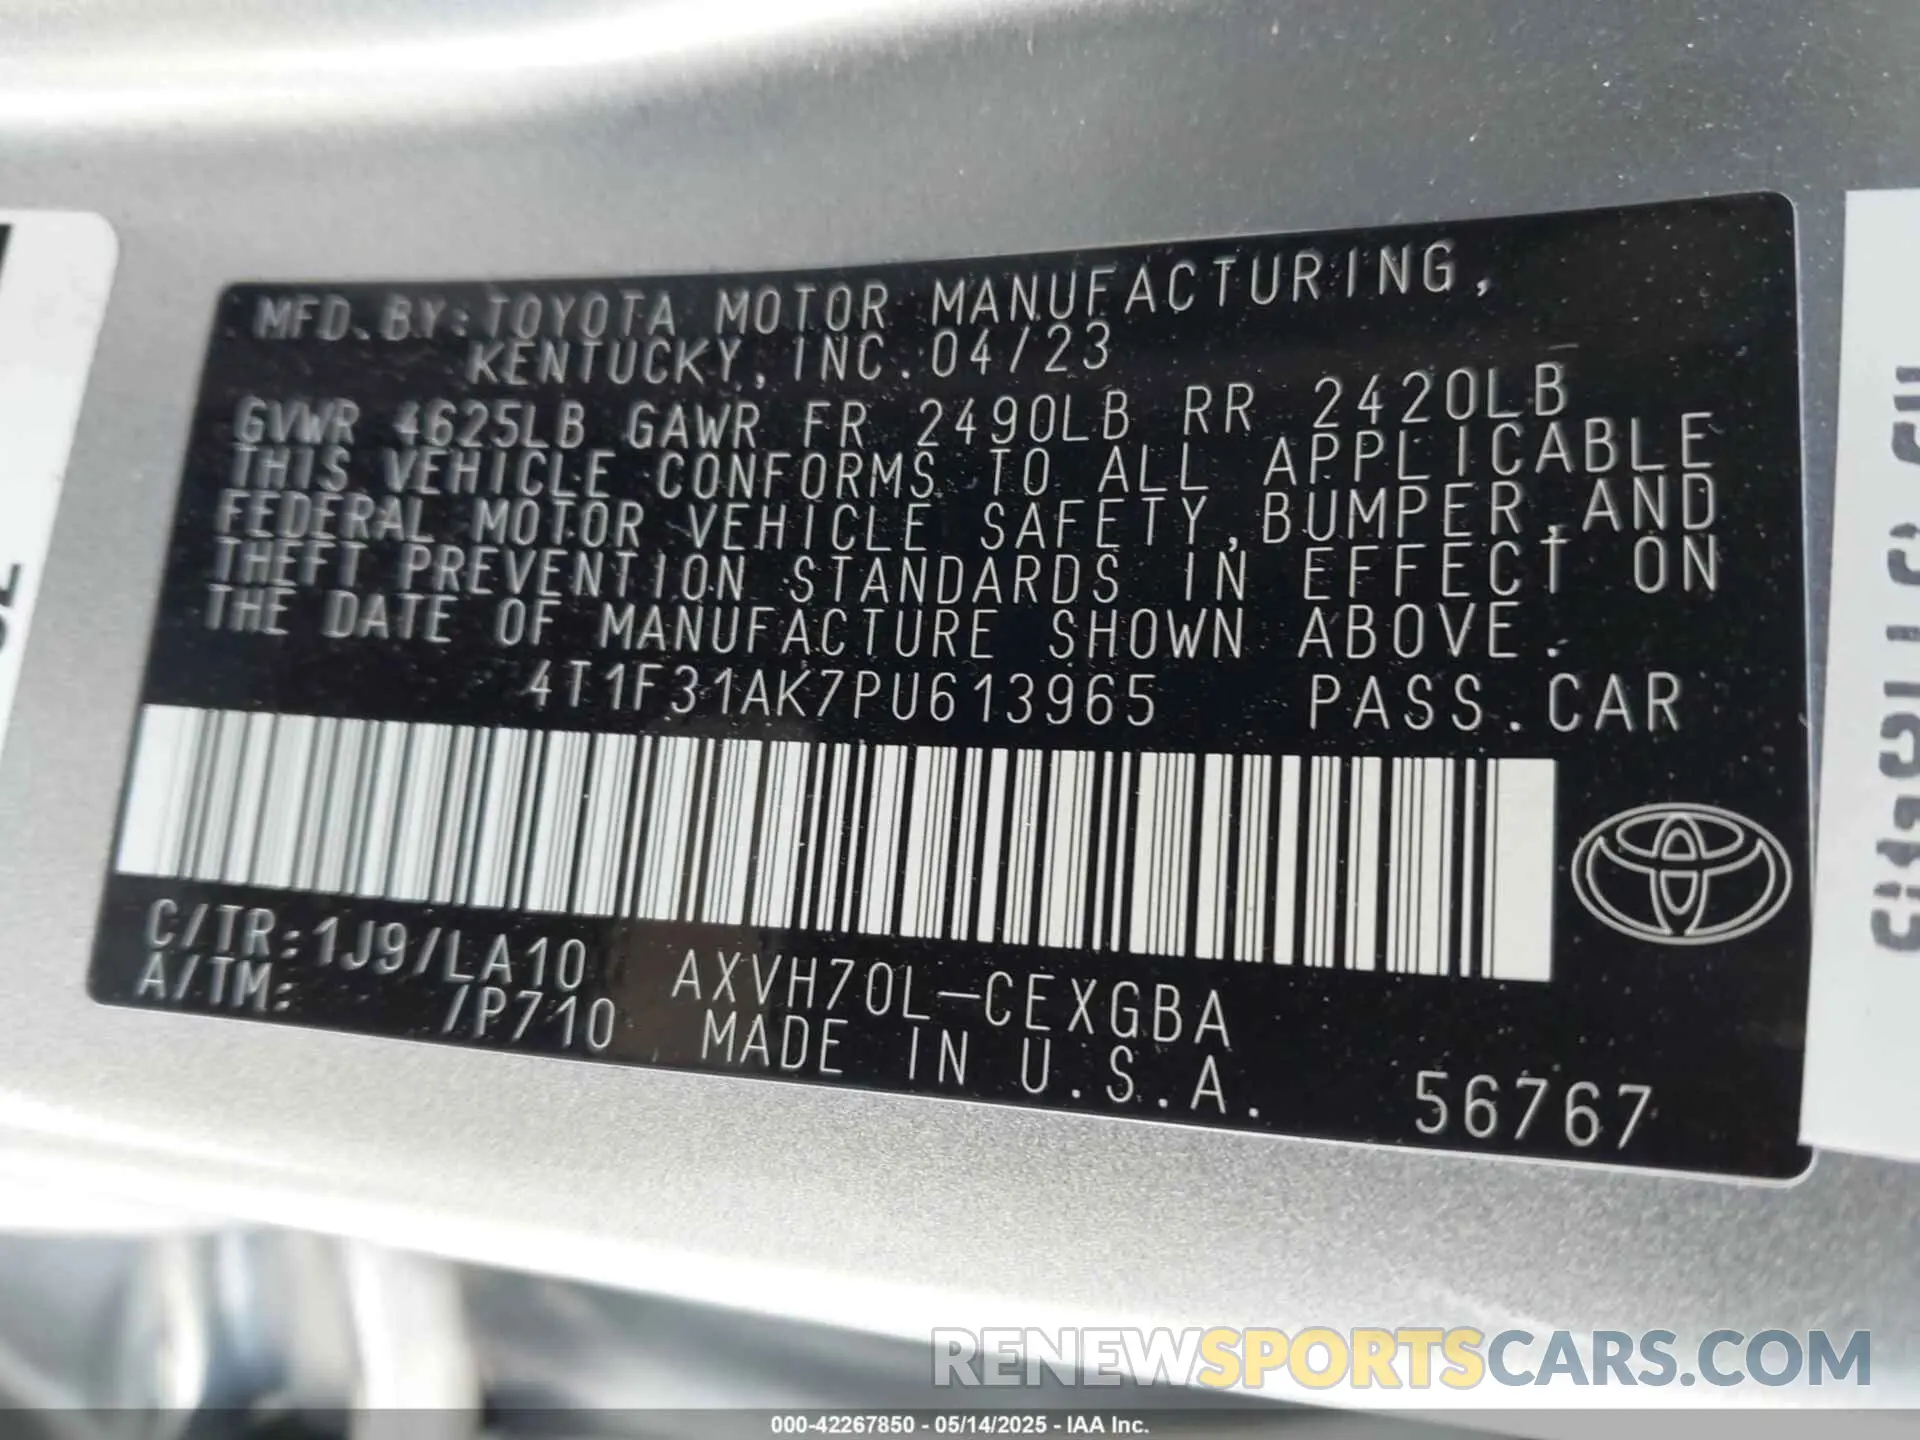 MFD. BY: TOYOTA MOTOR MANUFACTURING,
KENTUCKY, INC. 04/23
GVWR 4625LB GAWR FR 2490LB RR 2420LB
THIS VEHICLE CONFORMS TO ALL APPLICABLE
FEDERAL MOTOR VEHICLE SAFETY, BUMPER, AND
THEFT PREVENTION STANDARDS IN EFFECT ON
THE DATE OF MANUFACTURE SHOWN ABOVE.
4T1F31AK7PU613965 PASS. CAR
C/TR: 1J9/LA10 AXVH70L-CEXGBA
A/TM: /P710 MADE IN U.S.A.
56767
RENEWSPORTSCARS.COM
000-42267850 - 05/14/2025 - IAA Inc.